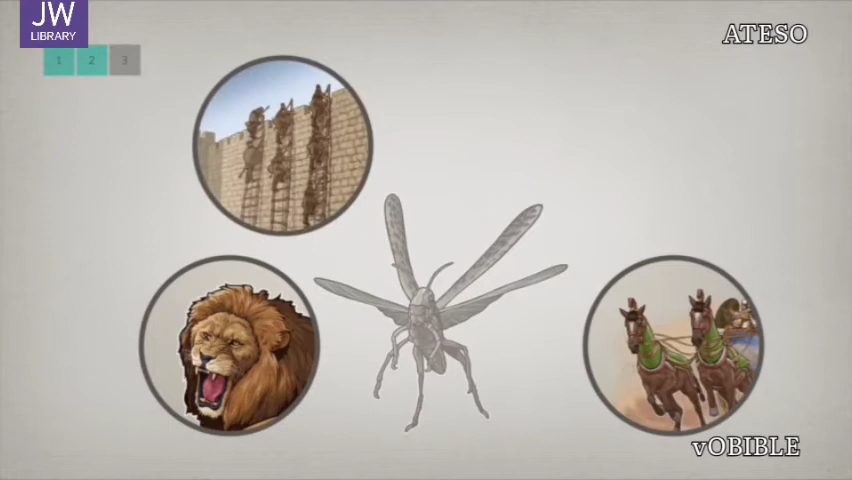 JW
LIBRARY
ATESO
1 2 3
vOBIBLE